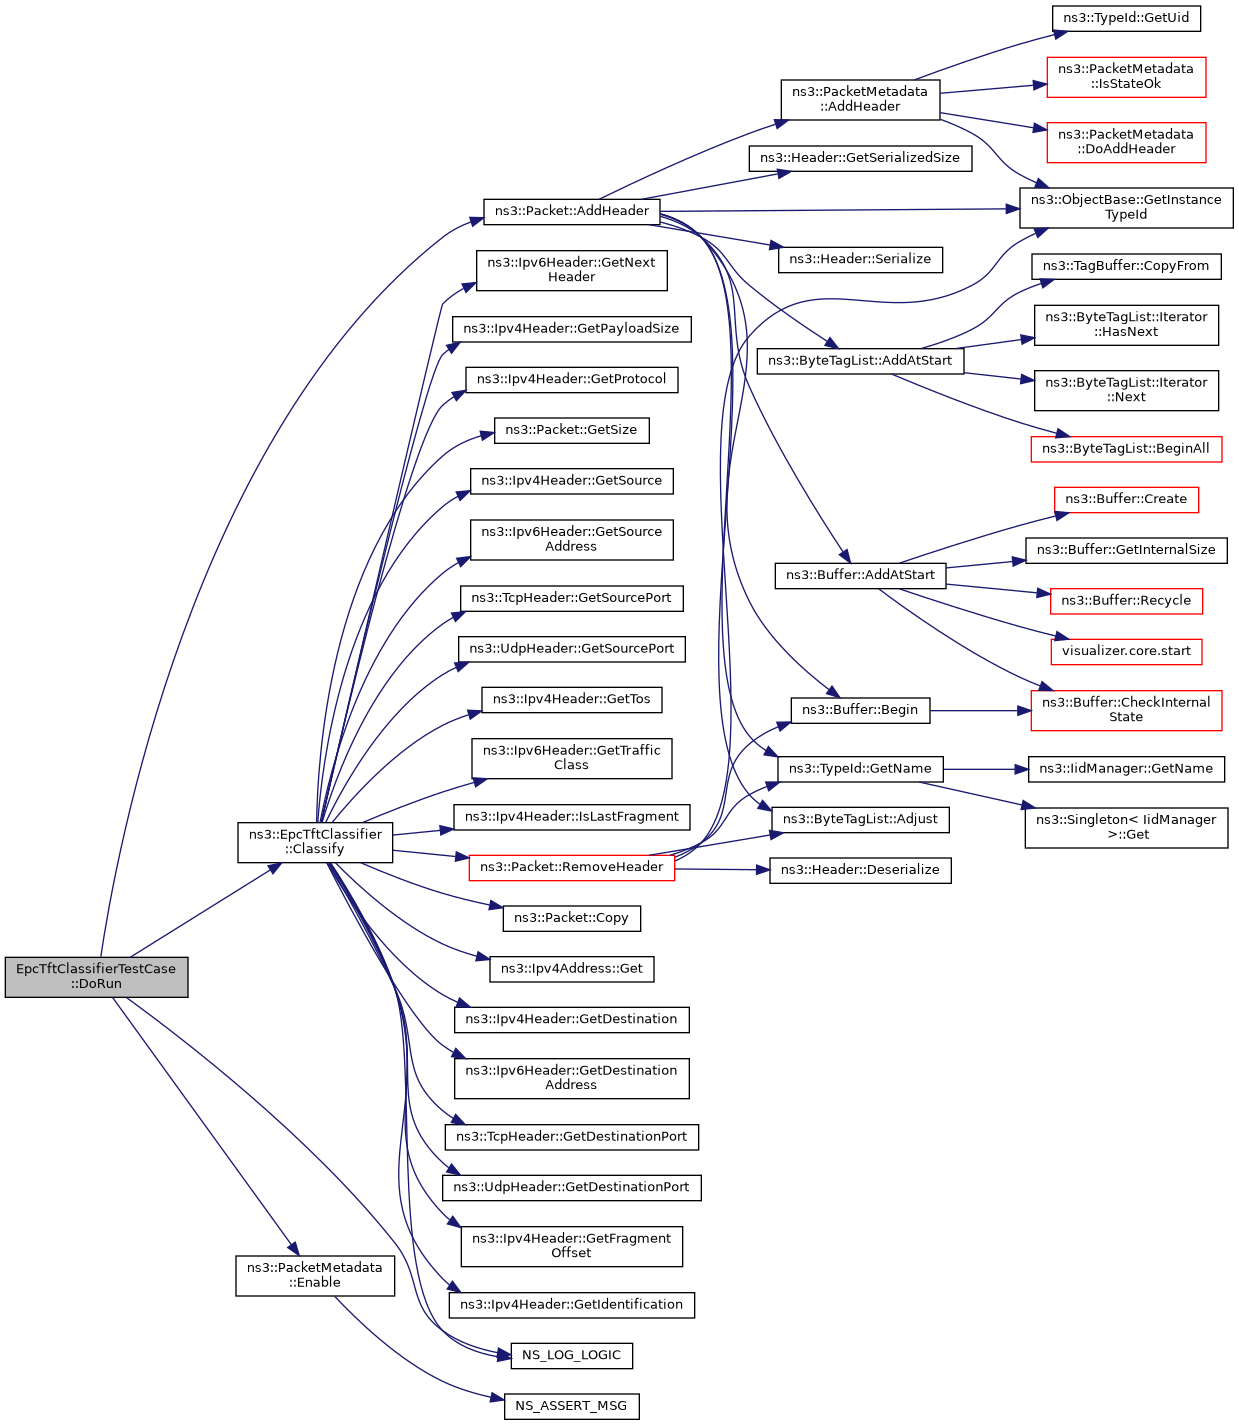 ns3::TypeId::GetUid
ns3::PacketMetadata
::IsStateOk
ns3::PacketMetadata
::AddHeader
ns3::PacketMetadata
::DoAddHeader
ns3::Header::GetSerializedSize
ns3::ObjectBase::GetInstance
TypeId
ns3::Packet::AddHeader
ns3::Header::Serialize
ns3::Ipv6Header::GetNext
Header
ns3::TagBuffer::CopyFrom
ns3::Ipv4Header::GetPayloadSize
ns3::ByteTagList::Iterator
::HasNext
ns3::ByteTagList::AddAtStart
ns3::Ipv4Header::GetProtocol
ns3::ByteTagList::Iterator
::Next
ns3::Packet::GetSize
ns3::ByteTagList::BeginAll
ns3::Ipv4Header::GetSource
ns3::Buffer::Create
ns3::Ipv6Header::GetSource
Address
ns3::Buffer::GetInternalSize
ns3::Buffer::AddAtStart
ns3::TcpHeader::GetSourcePort
ns3::Buffer::Recycle
ns3::UdpHeader::GetSourcePort
visualizer.core.start
ns3::Ipv4Header::GetTos
ns3::Buffer::Begin
ns3::Buffer::CheckInternal
State
ns3::Ipv6Header::GetTraffic
Class
ns3::TypeId::GetName
ns3::IidManager::GetName
ns3::Ipv4Header::IsLastFragment
ns3::ByteTagList::Adjust
ns3::Singleton< IidManager
>::Get
ns3::EpcTftClassifier
::Classify
ns3::Packet::RemoveHeader
ns3::Header::Deserialize
ns3::Packet::Copy
ns3::Ipv4Address::Get
EpcTftClassifierTestCase
::DoRun
ns3::Ipv4Header::GetDestination
ns3::Ipv6Header::GetDestination
Address
ns3::TcpHeader::GetDestinationPort
ns3::UdpHeader::GetDestinationPort
ns3::Ipv4Header::GetFragment
Offset
ns3::PacketMetadata
::Enable
ns3::Ipv4Header::GetIdentification
NS_LOG_LOGIC
NS_ASSERT_MSG